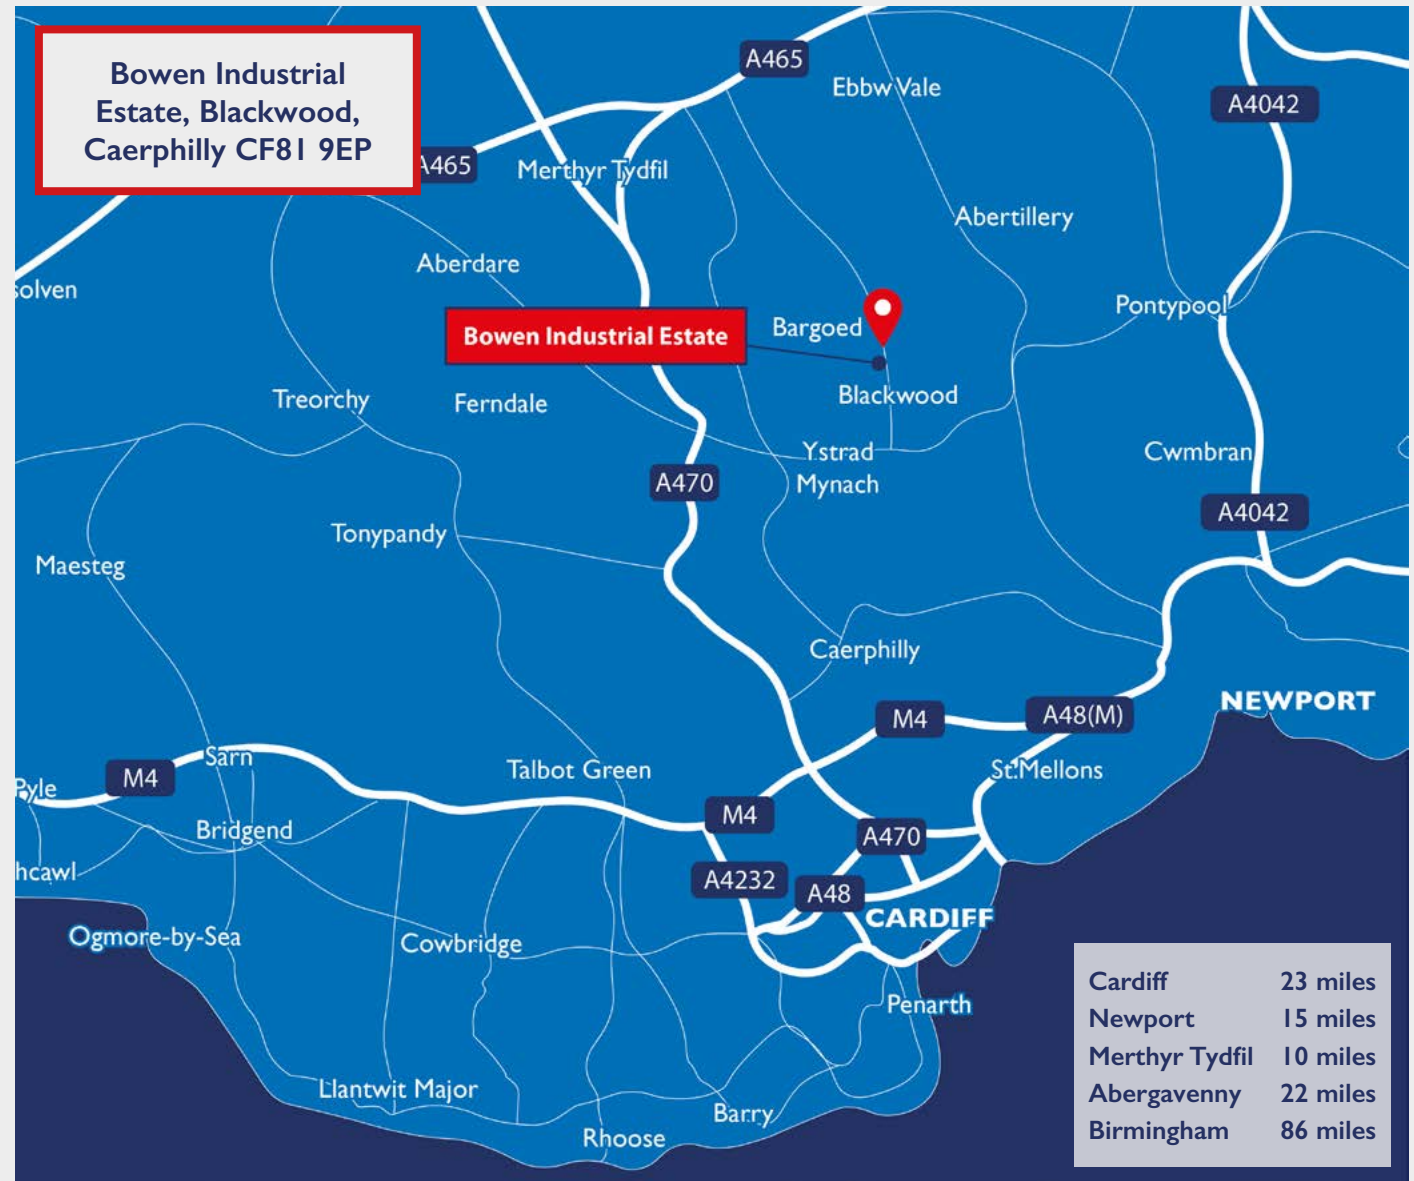 Bowen Industrial
Estate, Blackwood,
Caerphilly CF81 9EP
A465
Ebbw Vale
A4042
A465
Merthyr Tydfil
Abertillery
Aberdare
solven
Pontypool
Bargoed
Bowen Industrial Estate
Blackwood
Treorchy
Ferndale
Ystrad
Mynach
Cwmbran
A470
A4042
Tonypandy
Maesteg
Caerphilly
NEWPORT
M4
A48(M)
Sarn
Talbot Green
St.Mellons
M4
Pyle
M4
Bridgend
A470
hcawl
A4232
A48
CARDIFF
Ogmore-by-Sea
Cowbridge
Penarth
Llantwit Major
Barry
Rhoose
Cardiff 23 miles
Newport 15 miles
Merthyr Tydfil 10 miles
Abergavenny 22 miles
Birmingham 86 miles